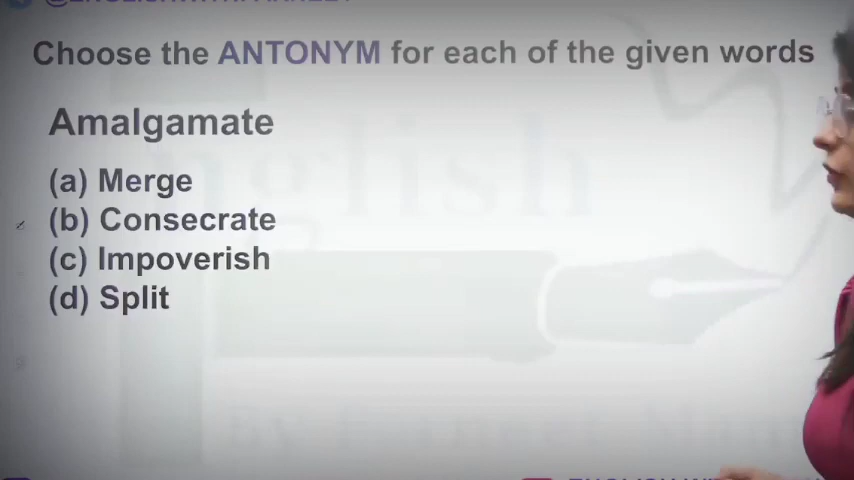 Choose the ANTONYM for each of the given words
Amalgamate
(a) Merge
(b) Consecrate
(c) Impoverish
(d) Split